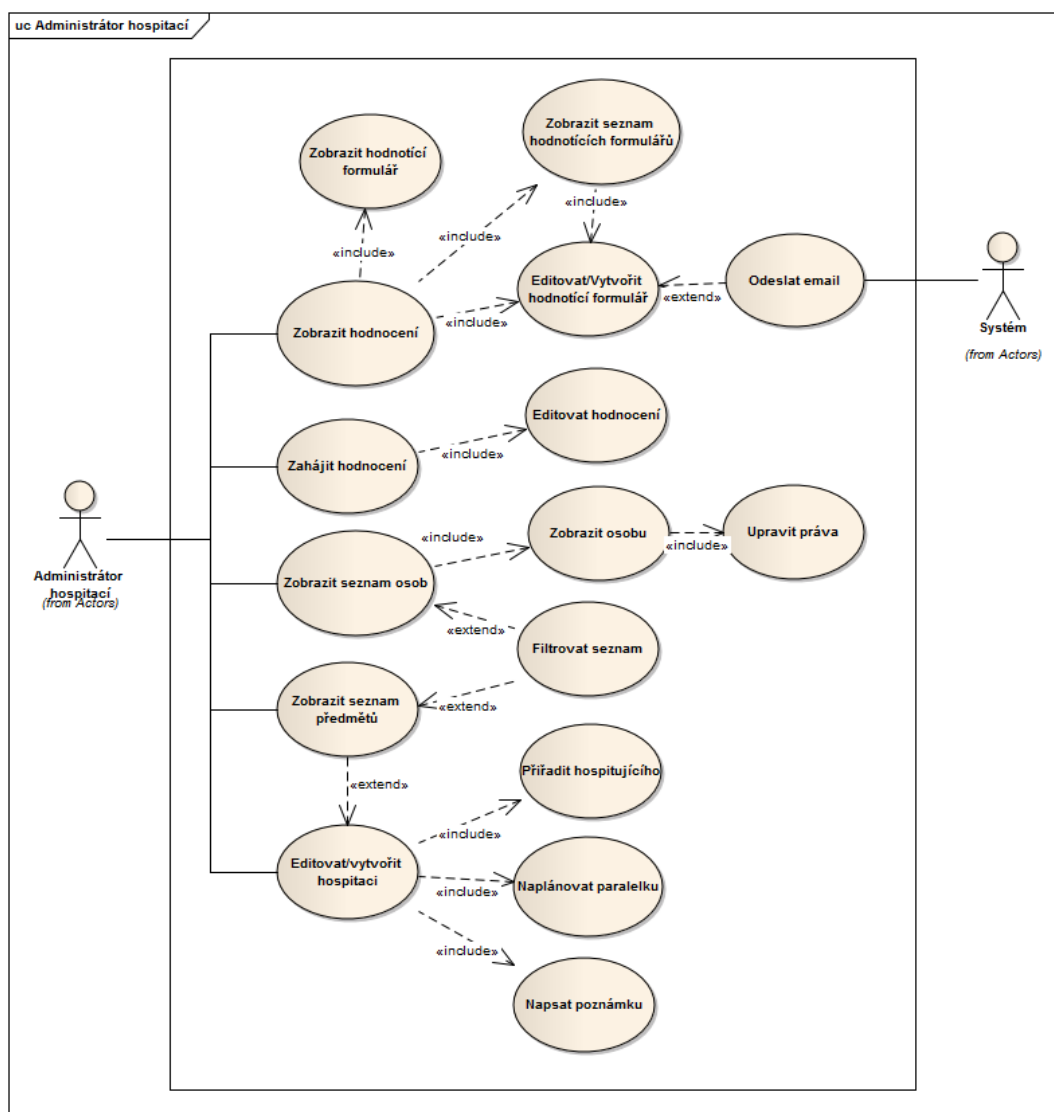 uc Administrátor hospitací
Zobrazit seznam
hodnotících formulářů
Zobrazit hodnotící
formulář
«include»
«include»
«include»
Editovat/Vytvořit
hodnotící formulář
«extend»
Odeslat email
Systém
(from Actors)
Zobrazit hodnocení
«include»
Editovat hodnocení
Zahájit hodnocení
«include»
Administrátor
hospitací
(from Actors)
Zobrazit osobu
«include»
Upravit práva
«include»
Zobrazit seznam osob
«extend»
Filtrovat seznam
Zobrazit seznam
předmětů
«extend»
«extend»
Přiřadit hospitujícího
«include»
Editovat/vytvořit
hospitaci
Naplánovat paralelku
«include»
«include»
Napsat poznámku